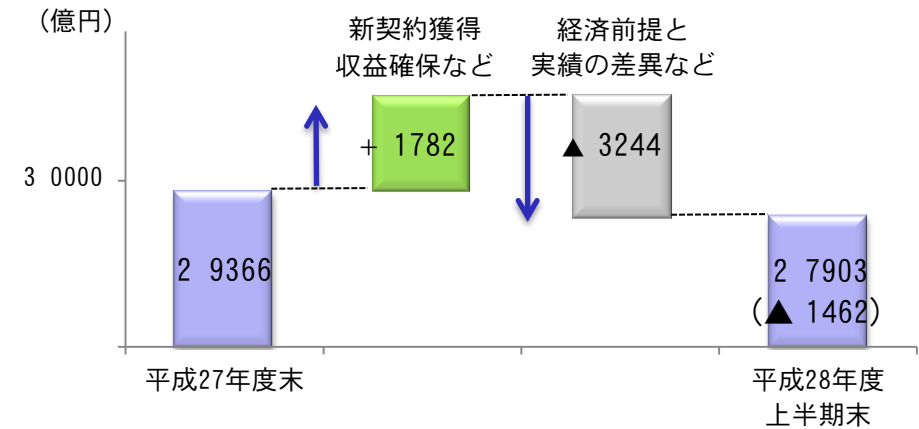 (億円)
新契約獲得
収益確保など
経済前提と
実績の差異など
+ 1782
▲ 3244
3 0000
2 9366
2 7903
(▲ 1462)
平成27年度末
平成28年度
上半期末